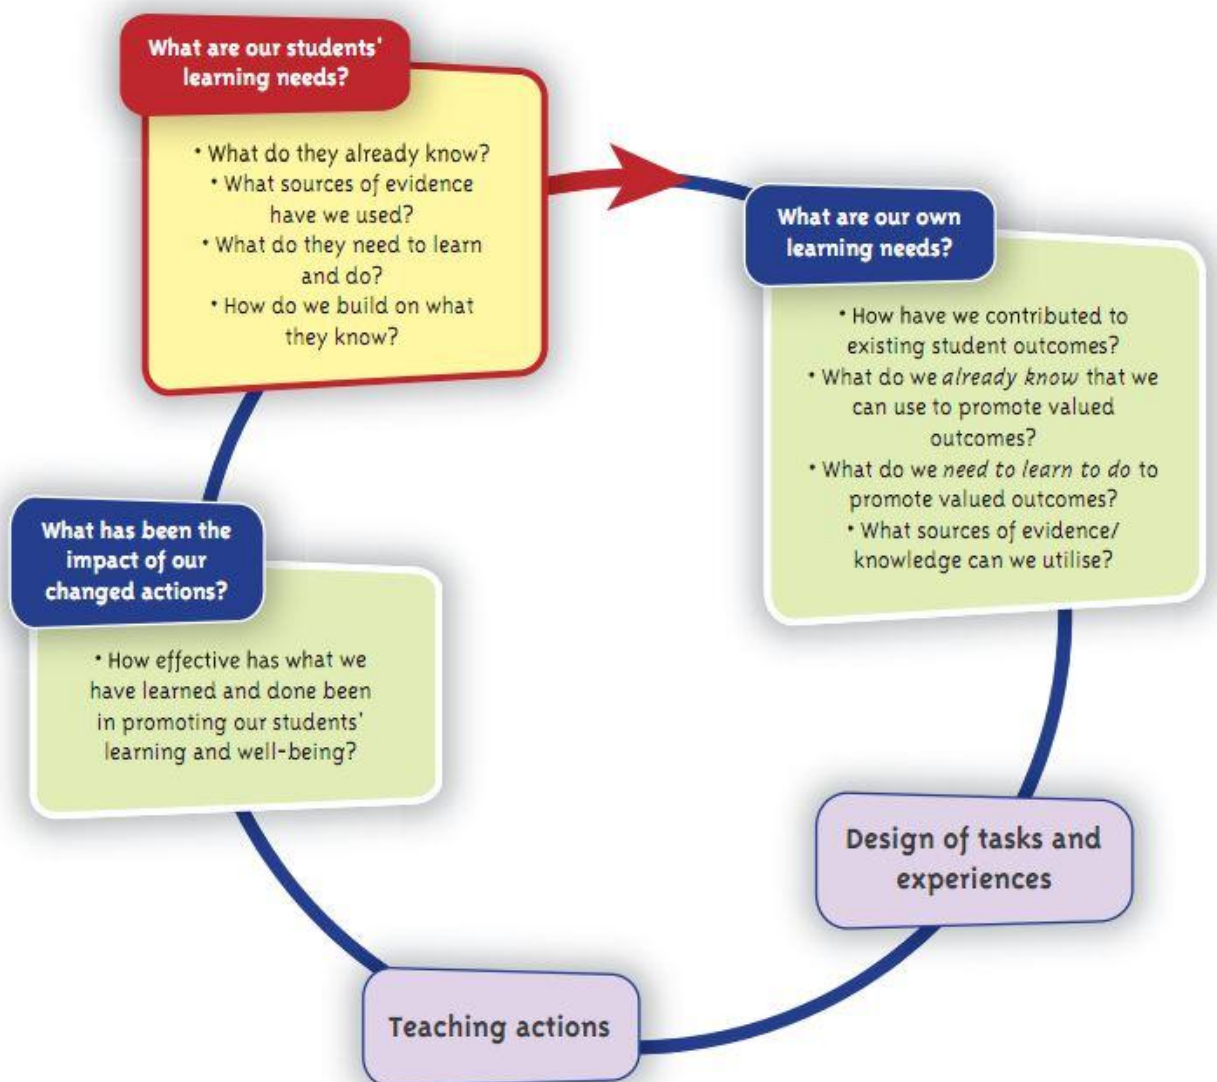 What are our students'
learning needs?
• What do they already know?
• What sources of evidence
have we used?
• What do they need to learn
and do?
• How do we build on what
they know?
What are our own
learning needs?
• How have we contributed to
existing student outcomes?
• What do we already know that we
can use to promote valued
outcomes?
• What do we need to learn to do to
promote valued outcomes?
• What sources of evidence/
knowledge can we utilise?
Design of tasks and
experiences
Teaching actions
What has been the
impact of our
changed actions?
• How effective has what we
have learned and done been
in promoting our students'
learning and well-being?